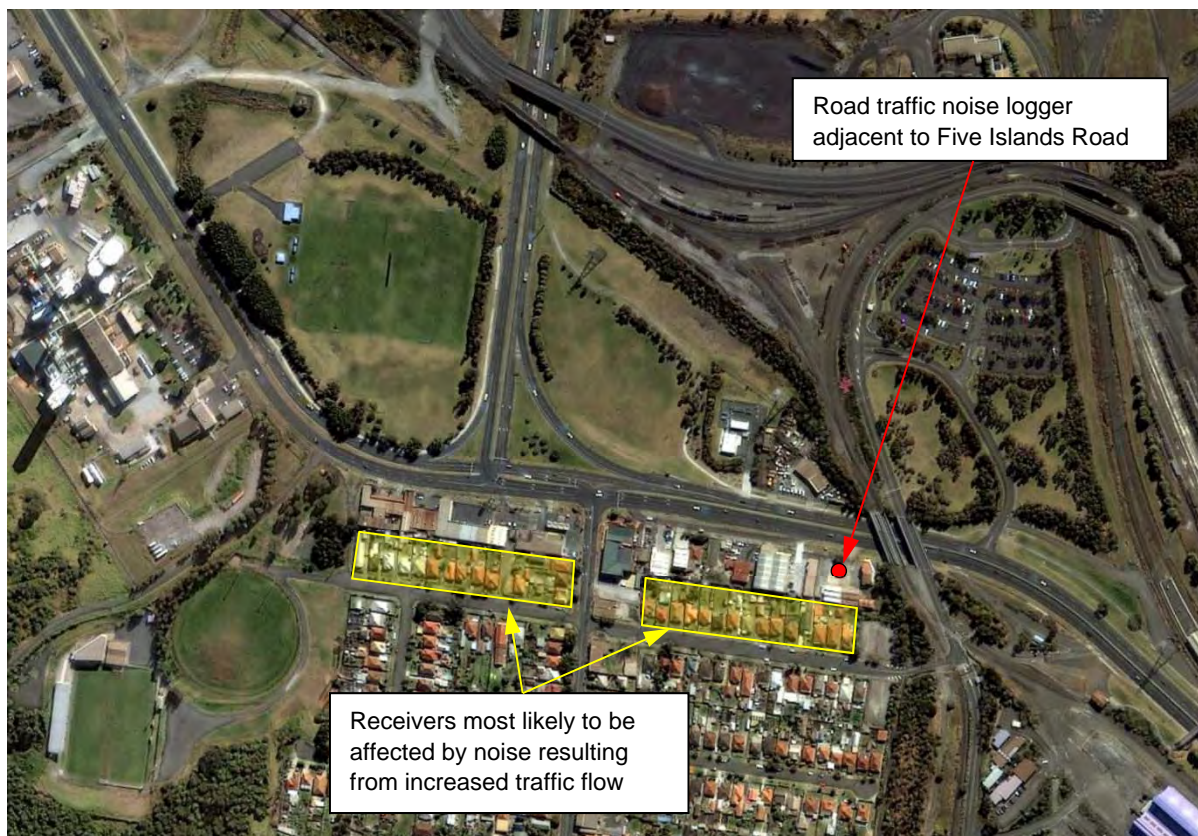 Road traffic noise logger
adjacent to Five Islands Road
Receivers most likely to be
affected by noise resulting
from increased traffic flow